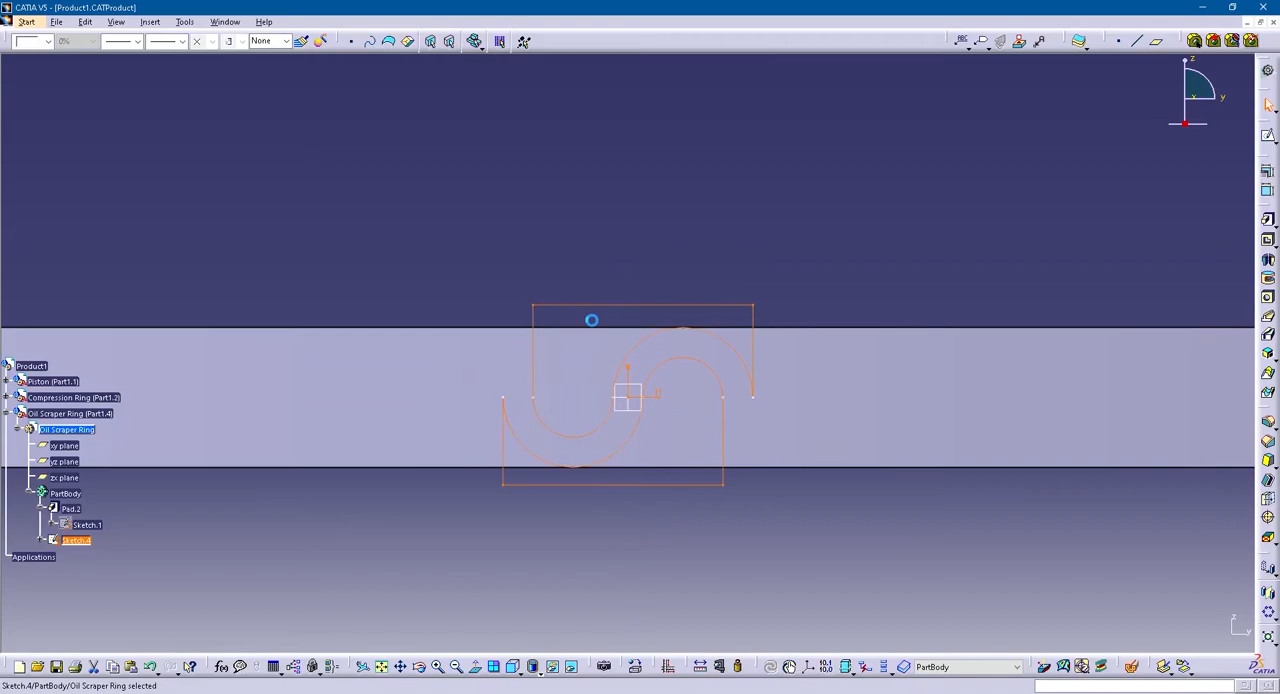 CATIA V5 - [Product1.CATProduct]
Start File Edit View Insert Tools Window Help
0% None
z
x y
Product1
Piston (Part1.1)
Compression Ring (Part1.2)
Oil Scraper Ring (Part1.4)
Oil Scraper Ring
xy plane
yz plane
zx plane
PartBody
Pad.2
Sketch.1
Sketch.4
Applications
z
y
f(x) PartBody
Sketch.4/PartBody/Oil Scraper Ring selected
CATIA